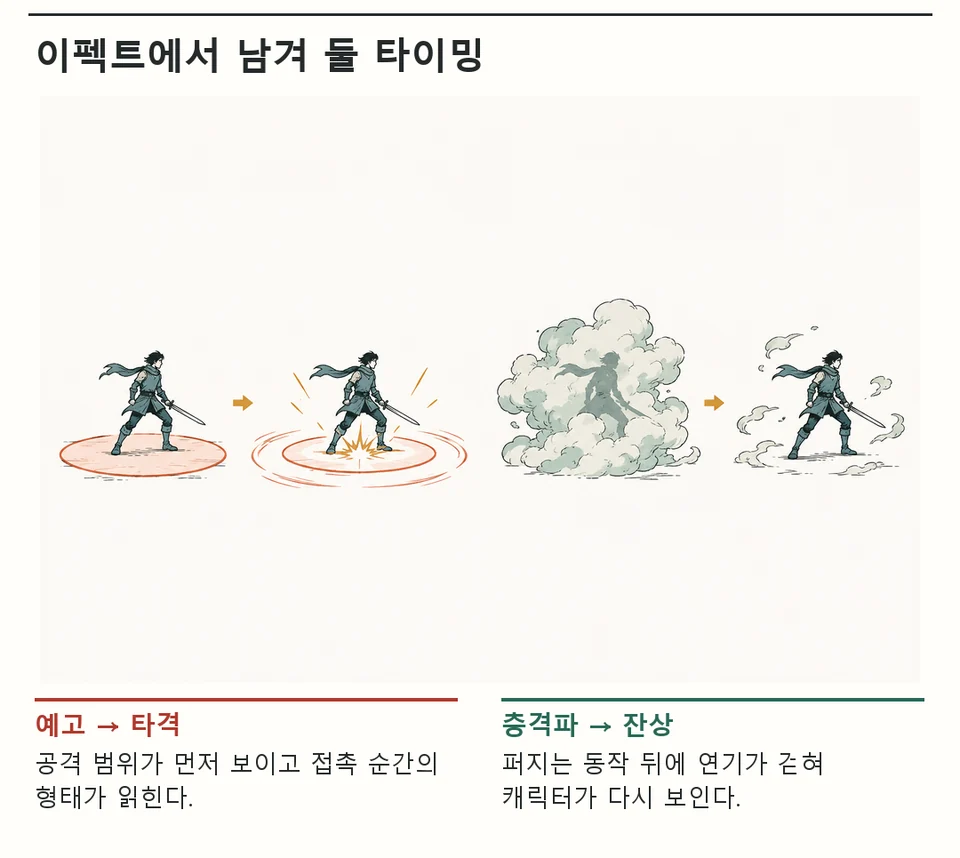 이펙트에서 남겨 둘 타이밍
예고 → 타격
공격 범위가 먼저 보이고 접촉 순간의
형태가 읽힌다.
충격파 → 잔상
퍼지는 동작 뒤에 연기가 걷혀
캐릭터가 다시 보인다.